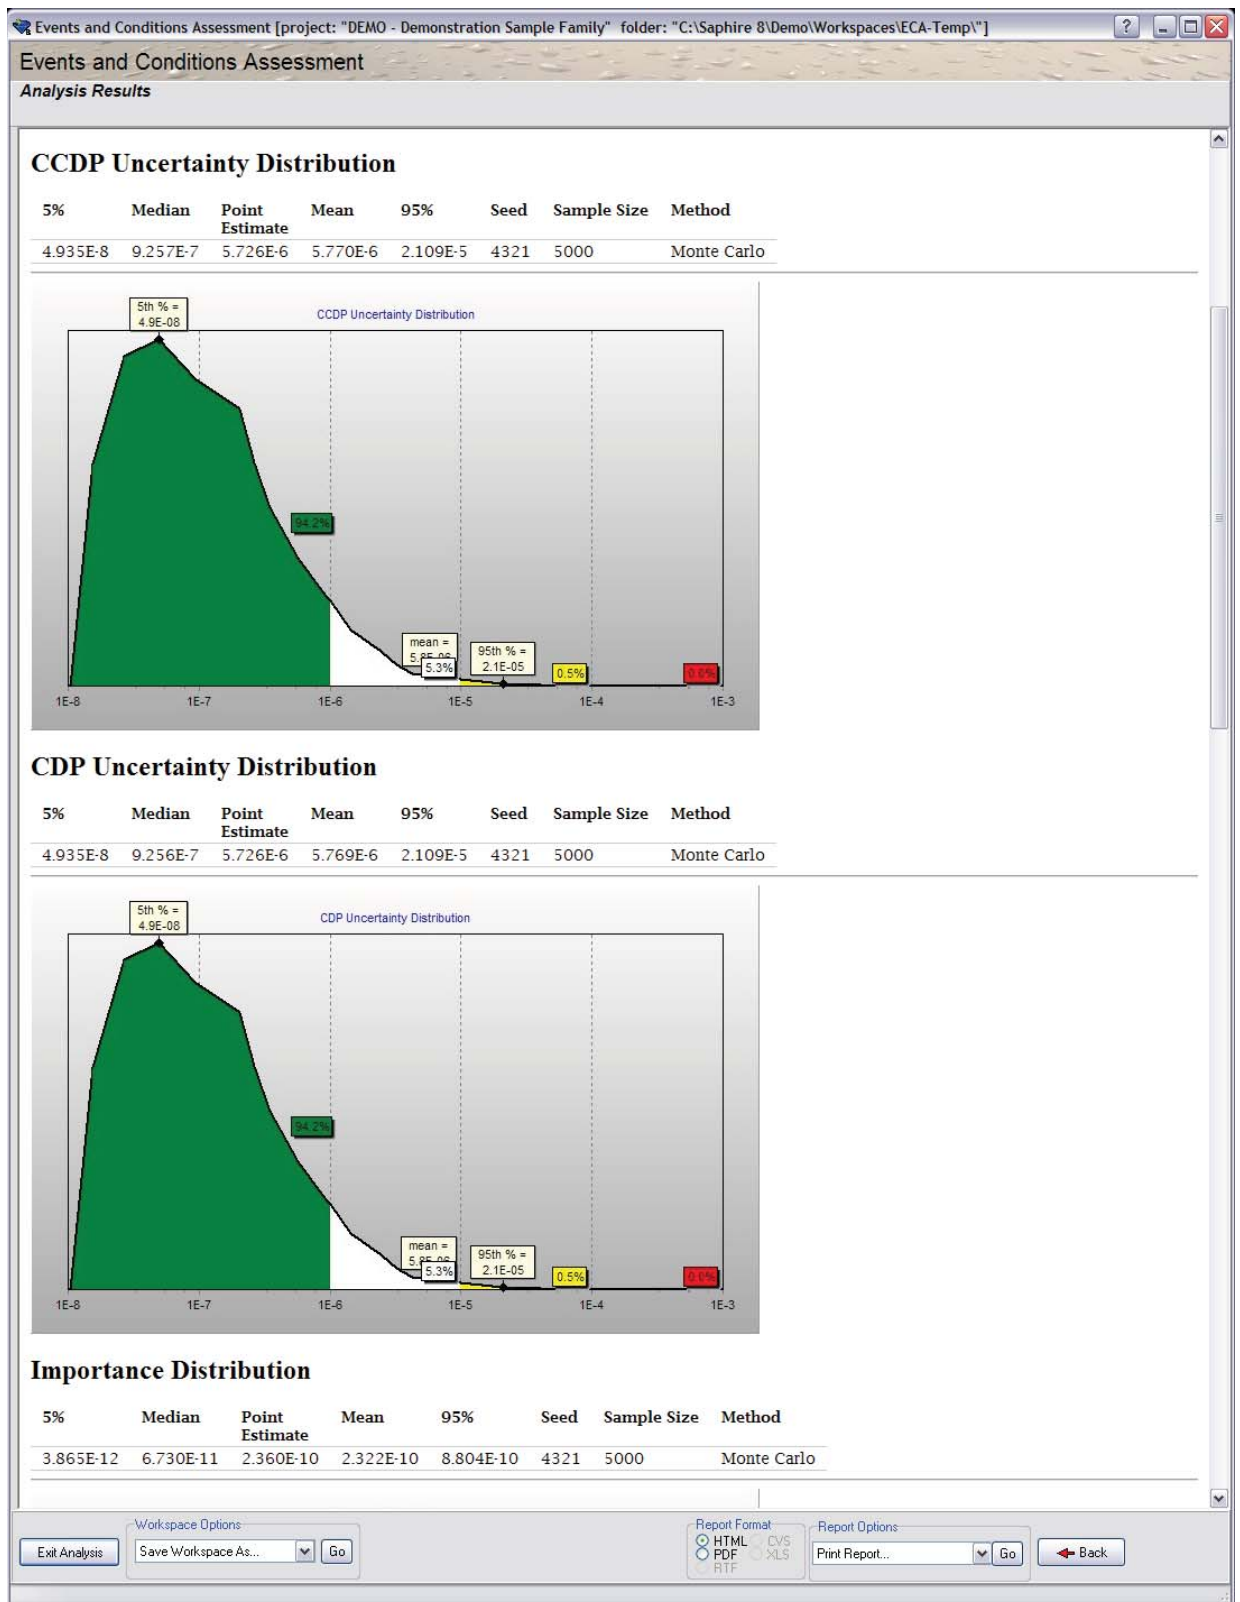 Events and Conditions Assessment [project: "DEMO - Demonstration Sample Family" folder: "C:\Saphire 8\Demo\Workspaces\ECA-Temp\"]
Events and Conditions Assessment
Analysis Results
CCDP Uncertainty Distribution
5% Median Point Estimate Mean 95% Seed Sample Size Method
4.935E-8 9.257E-7 5.726E-6 5.770E-6 2.109E-5 4321 5000 Monte Carlo
CCDP Uncertainty Distribution
5th % =
4.9E-08
94.2%
mean =
5.8E-06
5.3%
95th % =
2.1E-05
0.5%
0.0%
1E-8 1E-7 1E-6 1E-5 1E-4 1E-3
CDP Uncertainty Distribution
5% Median Point Estimate Mean 95% Seed Sample Size Method
4.935E-8 9.256E-7 5.726E-6 5.769E-6 2.109E-5 4321 5000 Monte Carlo
CDP Uncertainty Distribution
5th % =
4.9E-08
94.2%
mean =
5.8E-06
5.3%
95th % =
2.1E-05
0.5%
0.0%
1E-8 1E-7 1E-6 1E-5 1E-4 1E-3
Importance Distribution
5% Median Point Estimate Mean 95% Seed Sample Size Method
3.865E-12 6.730E-11 2.360E-10 2.322E-10 8.804E-10 4321 5000 Monte Carlo
Workspace Options
Exit Analysis Save Workspace As... Go
Report Format
HTML CVS
PDF XLS
RTF
Report Options
Print Report... Go Back